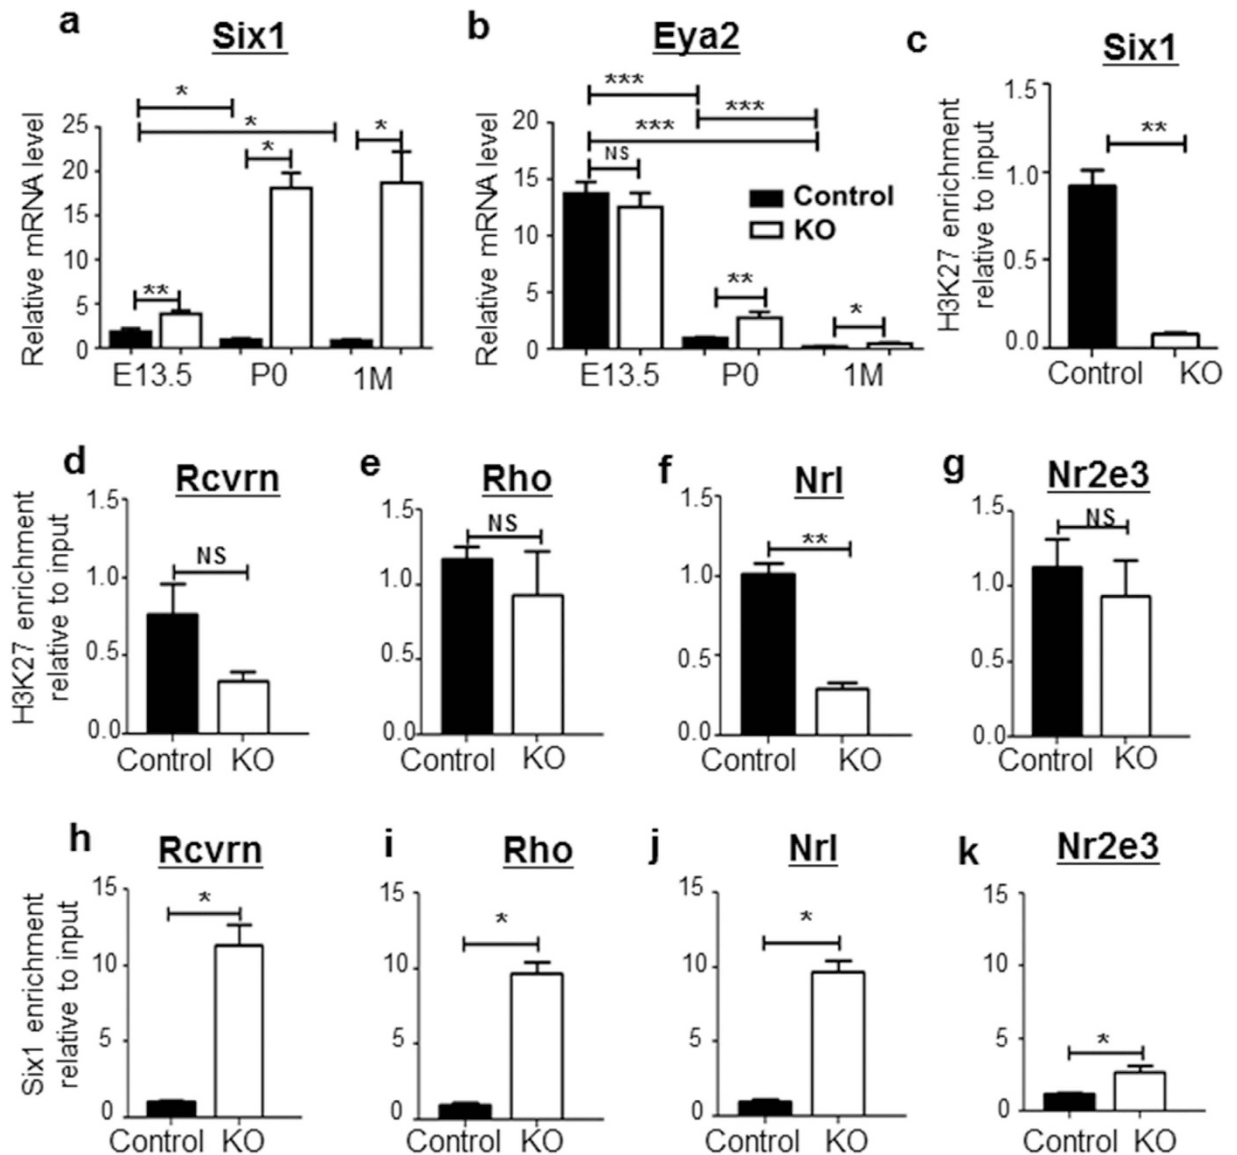 a
Six1
Relative mRNA level
25
20
15
10
5
0
*
*
*
*
**
E13.5 P0 1M
b
Eya2
Relative mRNA level
20
15
10
5
0
***
***
***
NS
**
*
Control
KO
E13.5 P0 1M
c
Six1
H3K27 enrichment
relative to input
1.5
1.0
0.5
0.0
**
Control KO
d
Rcvrn
H3K27 enrichment
relative to input
1.5
1.0
0.5
0.0
NS
Control KO
e
Rho
1.5
1.0
0.5
0.0
NS
Control KO
f
Nrl
1.5
1.0
0.5
0.0
**
Control KO
g
Nr2e3
1.5
1.0
0.5
0.0
NS
Control KO
h
Rcvrn
Six1 enrichment
relative to input
15
10
5
0
*
Control KO
i
Rho
15
10
5
0
*
Control KO
j
Nrl
15
10
5
0
*
Control KO
k
Nr2e3
15
10
5
0
*
Control KO